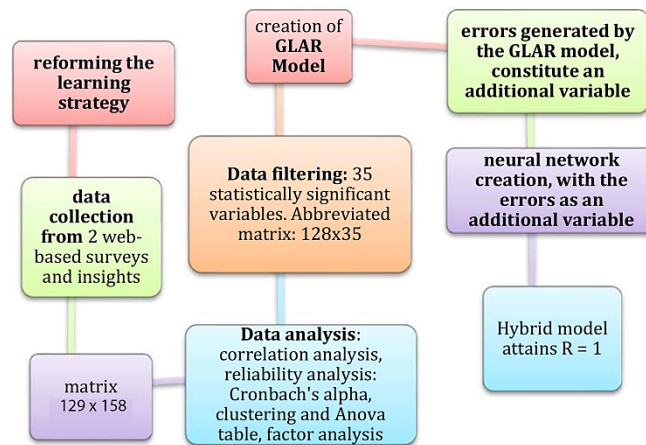 reforming the
learning
strategy
data
collection
from 2 web-
based surveys
and insights
matrix
129 x 158
Data analysis:
correlation analysis,
reliability analysis:
Cronbach's alpha,
clustering and Anova
table, factor analysis
Data filtering: 35
statistically significant
variables. Abbreviated
matrix: 128x35
creation of
GLAR
Model
errors generated by
the GLAR model,
constitute an
additional variable
neural network
creation, with the
errors as an
additional variable
Hybrid model
attains R = 1